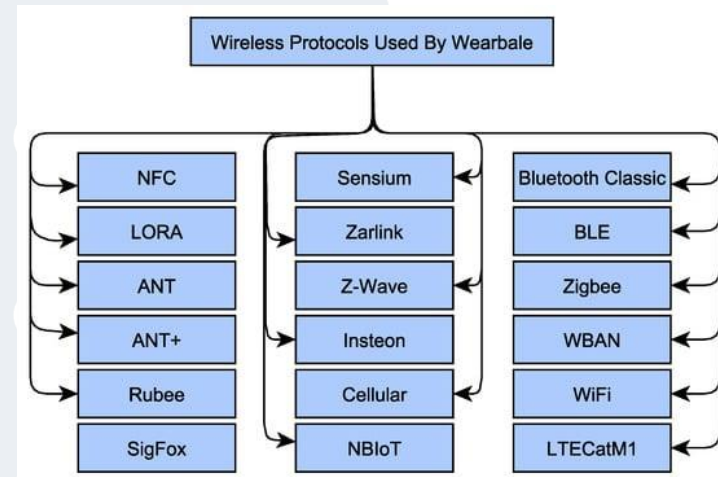 Wireless Protocols Used By Wearbale
NFC
Sensium
Bluetooth Classic
LORA
Zarlink
BLE
ANT
Z-Wave
Zigbee
ANT+
Insteon
WBAN
Rubee
Cellular
WiFi
SigFox
NBIoT
LTECatM1